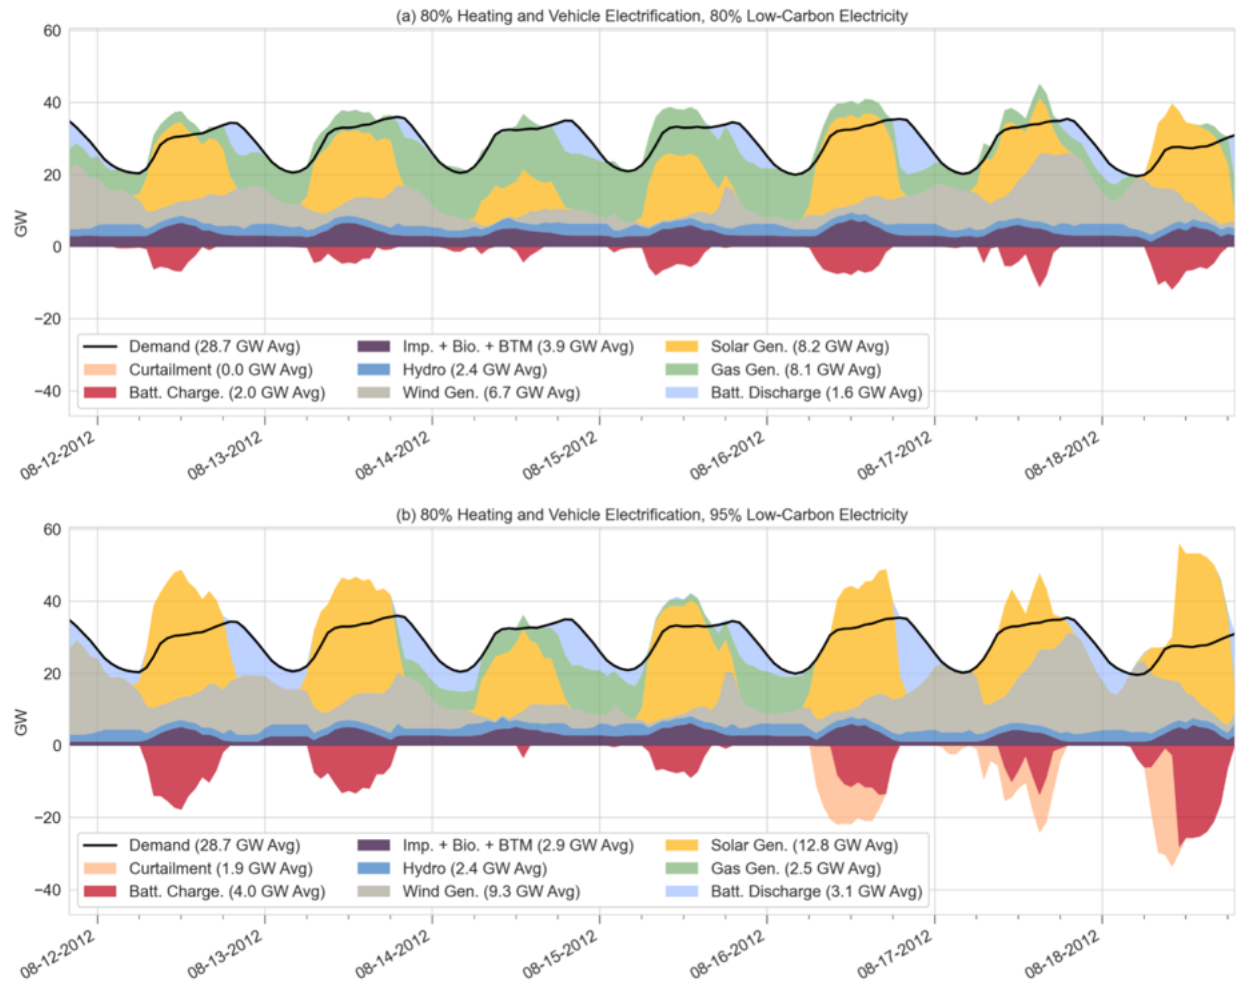 (a) 80% Heating and Vehicle Electrification, 80% Low-Carbon Electricity
60
40
20
0
−20
−40
GW
Demand (28.7 GW Avg)
Curtailment (0.0 GW Avg)
Batt. Charge. (2.0 GW Avg)
Imp. + Bio. + BTM (3.9 GW Avg)
Hydro (2.4 GW Avg)
Wind Gen. (6.7 GW Avg)
Solar Gen. (8.2 GW Avg)
Gas Gen. (8.1 GW Avg)
Batt. Discharge (1.6 GW Avg)
08-12-2012
08-13-2012
08-14-2012
08-15-2012
08-16-2012
08-17-2012
08-18-2012
(b) 80% Heating and Vehicle Electrification, 95% Low-Carbon Electricity
60
40
20
0
−20
−40
GW
Demand (28.7 GW Avg)
Curtailment (1.9 GW Avg)
Batt. Charge. (4.0 GW Avg)
Imp. + Bio. + BTM (2.9 GW Avg)
Hydro (2.4 GW Avg)
Wind Gen. (9.3 GW Avg)
Solar Gen. (12.8 GW Avg)
Gas Gen. (2.5 GW Avg)
Batt. Discharge (3.1 GW Avg)
08-12-2012
08-13-2012
08-14-2012
08-15-2012
08-16-2012
08-17-2012
08-18-2012